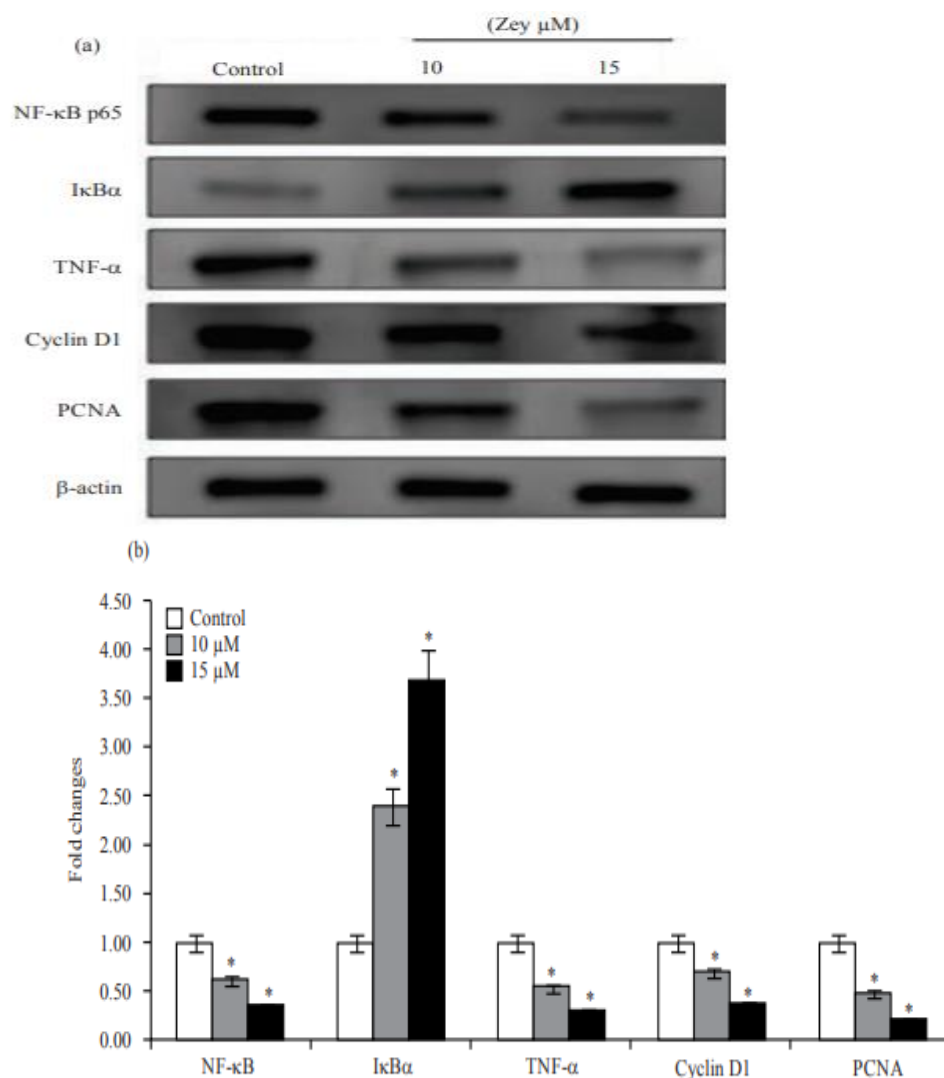 (a)
(Zey µM)
Control 10 15
NF-κB p65
IκBα
TNF-α
Cyclin D1
PCNA
β-actin
(b)
Fold changes
4.50
4.00
3.50
3.00
2.50
2.00
1.50
1.00
0.50
0.00
Control
10 µM
15 µM
* * * * * * * * * *
NF-κB IκBα TNF-α Cyclin D1 PCNA